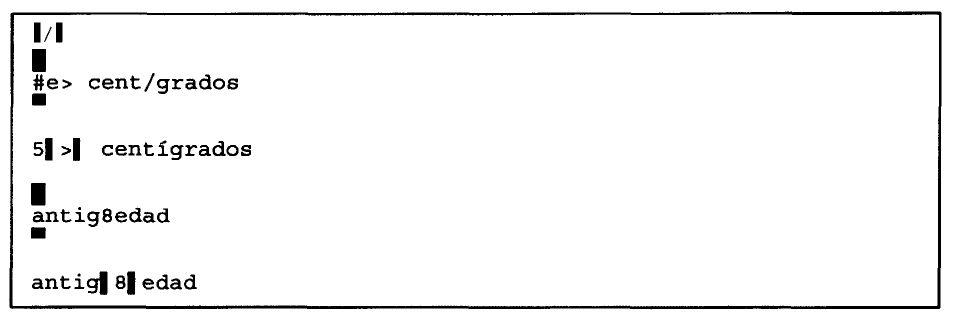 /
#e> cent/grados
5 > centígrados
antig8edad
antig 8 edad